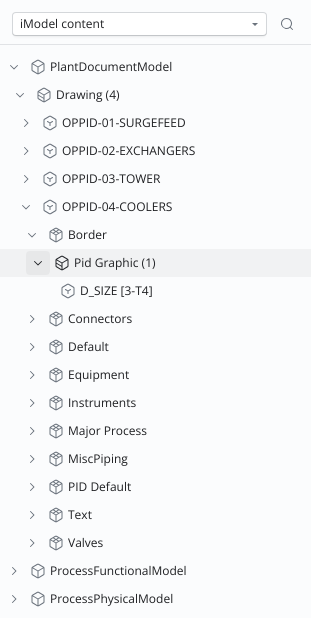 iModel content
PlantDocumentModel
Drawing (4)
OPPID-01-SURGEFEED
OPPID-02-EXCHANGERS
OPPID-03-TOWER
OPPID-04-COOLERS
Border
Pid Graphic (1)
D_SIZE [3-T4]
Connectors
Default
Equipment
Instruments
Major Process
MiscPiping
PID Default
Text
Valves
ProcessFunctionalModel
ProcessPhysicalModel